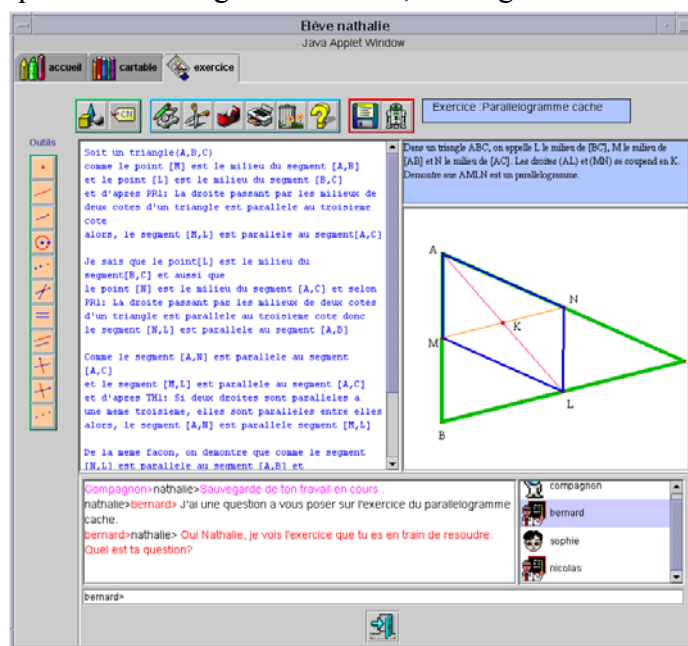 Elève nathalie
Java Applet Window
accueil
cartable
exercice
CN
Exercice :Parallelogramme cache
Outils
Soit un triangle(A,B,C)
comme le point [M] est le milieu du segment [A,B]
et le point [L] est le milieu du segment [B,C]
et d'apres PR1: La droite passant par les milieux de
deux cotes d'un triangle est parallele au troisieme
cote
alors, le segment [M,L] est parallele au segment[A,C]
Je sais que le point[L] est le milieu du
segment[B,C] et aussi que
le point [N] est le milieu du segment [A,C] et selon
PR1: La droite passant par les milieux de deux cotes
d'un triangle est parallele au troisieme cote donc
le segment [N,L] est parallele au segment [A,B]
Comme le segment [A,N] est parallele au segment
[A,C]
et le segment [M,L] est parallele au segment [A,C]
et d'apres TH1: Si deux droites sont paralleles a
une meme troisieme, elles sont paralleles entre elles
alors, le segment [A,N] est parallele segment [M,L]
De la meme facon, on demontre que comme le segment
[N,L] est parallele au segment [A,B] et
Dans un triangle ABC, on appelle L le milieu de [BC], M le milieu de
[AB] et N le milieu de [AC]. Les droites (AL) et (MN) se coupend en K.
Demontre que AMLN est un parallelogramme.
A
N
K
M
L
B
Compagnon>nathalie>Sauvegarde de ton travail en cours .
nathalie>bernard> J'ai une question a vous poser sur l'exercice du parallelogramme
cache.
bernard>nathalie> Oui Nathalie, je vois l'exercice que tu es en train de resoudre.
Quel est ta question?
compagnon
bernard
sophie
nicolas
bernard>